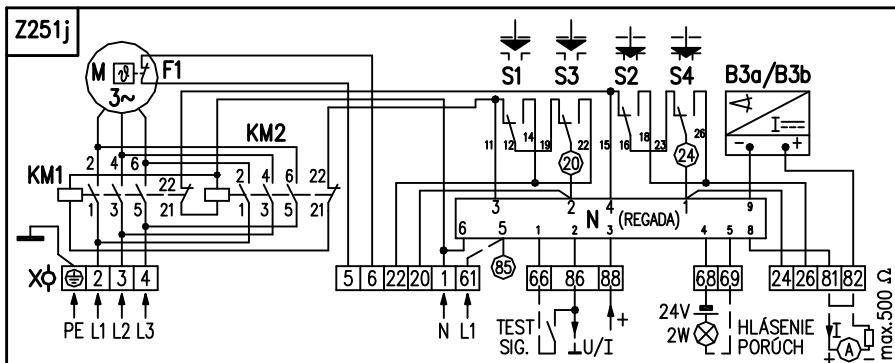 Z251j
M
ϑ
3~
F1
S1
S3
S2
S4
B3a/B3b
I
- +
KM2
KM1
2 4 6
22
21
1 3 5
2 4 6
22
21
1 3 5
11 12 14 19 20 22 15 16 18 23 24 26
3 2 4 1 9
N (REGADA)
6 5 1 2 3 4 5 8
85
X
2 3 4
5 6 22 20 1 61
66 86 88
68 69
24 26 81 82
PE L1 L2 L3
N L1
TEST
SIG.
U/I
+
24V
2W
HLÁSENIE
PORÚCH
I
A
+ -
max.500 Ω